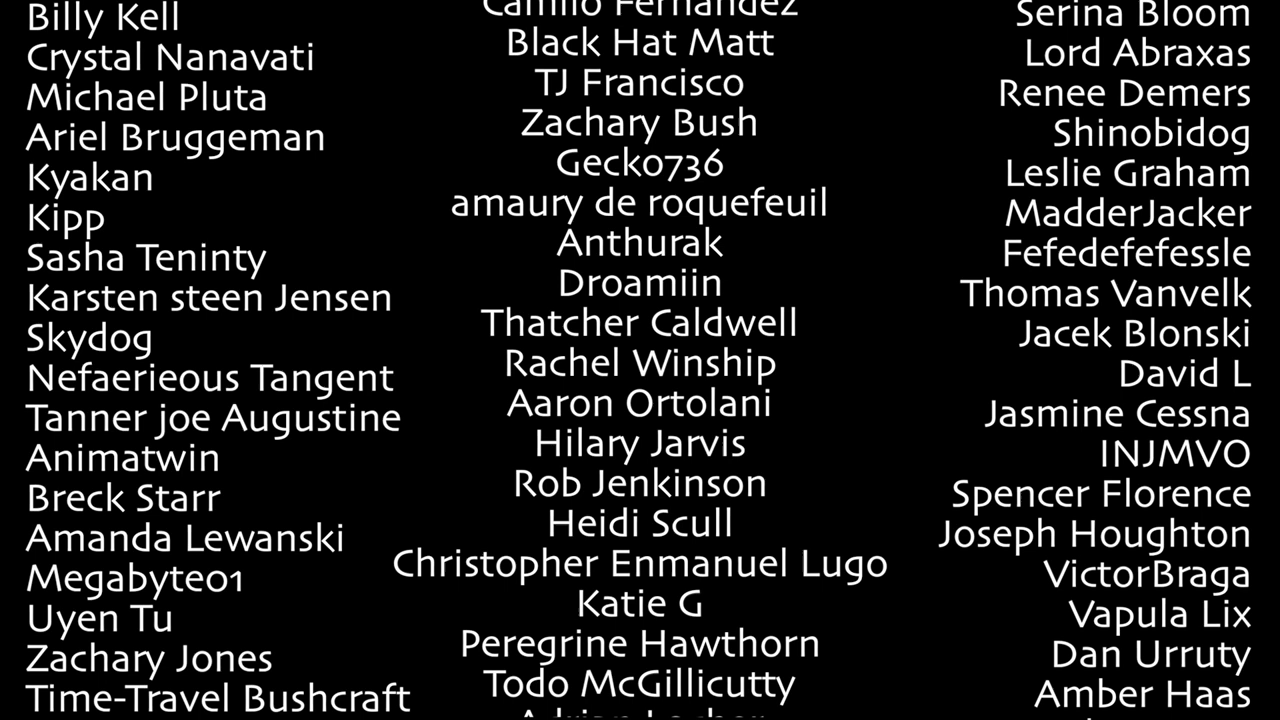 Billy Kell
Crystal Nanavati
Michael Pluta
Ariel Bruggeman
Kyakan
Kipp
Sasha Teninty
Karsten steen Jensen
Skydog
Nefaerieous Tangent
Tanner joe Augustine
Animatwin
Breck Starr
Amanda Lewanski
Megabyte01
Uyen Tu
Zachary Jones
Time-Travel Bushcraft
Camilo Fernandez
Black Hat Matt
TJ Francisco
Zachary Bush
Gecko736
amaury de roquefeuil
Anthurak
Droamiin
Thatcher Caldwell
Rachel Winship
Aaron Ortolani
Hilary Jarvis
Rob Jenkinson
Heidi Scull
Christopher Enmanuel Lugo
Katie G
Peregrine Hawthorn
Todo McGillicutty
Serina Bloom
Lord Abraxas
Renee Demers
Shinobidog
Leslie Graham
MadderJacker
Fefedefefessle
Thomas Vanvelk
Jacek Blonski
David L
Jasmine Cessna
INJMVO
Spencer Florence
Joseph Houghton
VictorBraga
Vapula Lix
Dan Urruty
Amber Haas